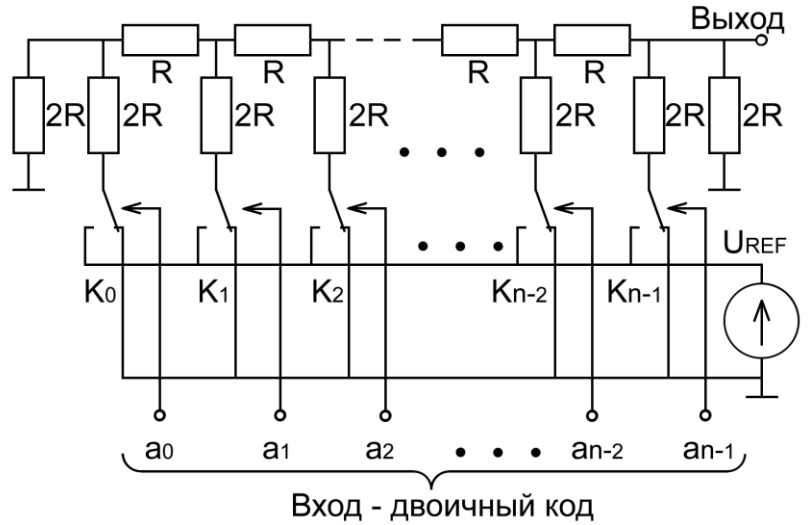 Выход
R R R R
2R 2R 2R 2R 2R 2R 2R
UREF
K0 K1 K2 Kn-2 Kn-1
a0 a1 a2 an-2 an-1
Вход - двоичный код